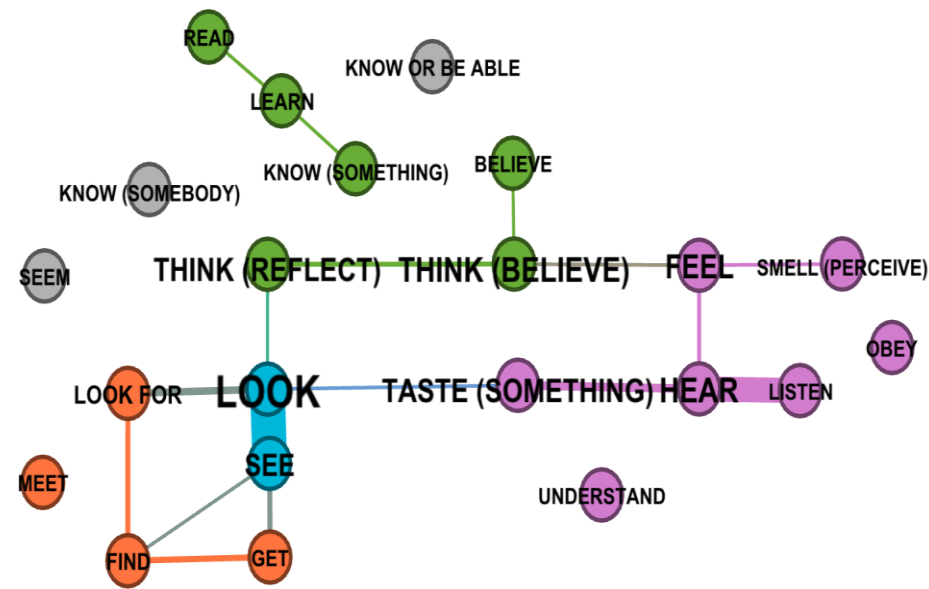 READ
KNOW OR BE ABLE
LEARN
BELIEVE
KNOW (SOMETHING)
KNOW (SOMEBODY)
SEEM
THINK (REFLECT)
THINK (BELIEVE)
FEEL
SMELL (PERCEIVE)
OBEY
LOOK FOR
LOOK
TASTE (SOMETHING)
HEAR
LISTEN
SEE
MEET
UNDERSTAND
FIND
GET